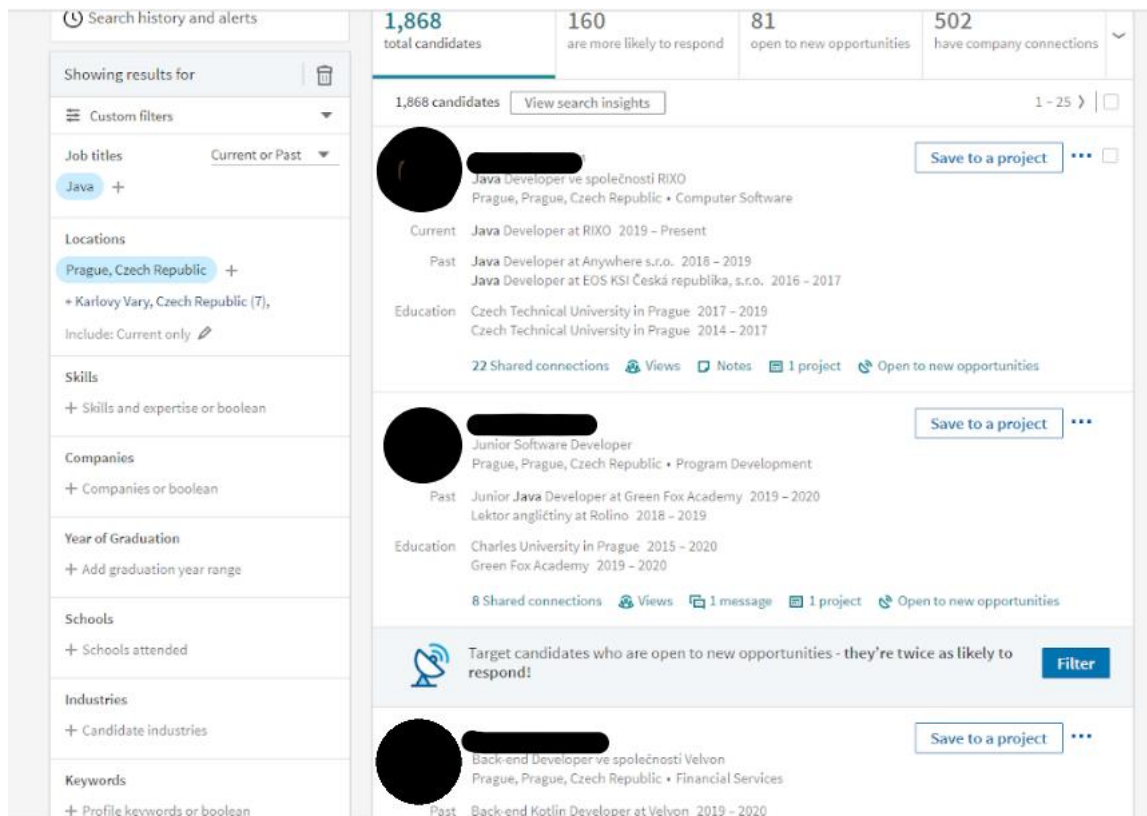 Search history and alerts
Showing results for
Custom filters
Job titles Current or Past
Java +
Locations
Prague, Czech Republic +
+ Karlovy Vary, Czech Republic (7),
Include: Current only
Skills
+ Skills and expertise or boolean
Companies
+ Companies or boolean
Year of Graduation
+ Add graduation year range
Schools
+ Schools attended
Industries
+ Candidate industries
Keywords
+ Profile keywords or boolean
1,868 160 81 502
total candidates are more likely to respond open to new opportunities have company connections
1,868 candidates View search insights 1 – 25
Save to a project
Java Developer ve společnosti RIXO
Prague, Prague, Czech Republic • Computer Software
Current Java Developer at RIXO 2019 – Present
Past Java Developer at Anywhere s.r.o. 2018 – 2019
Java Developer at EOS KSI Česká republika, s.r.o. 2016 – 2017
Education Czech Technical University in Prague 2017 – 2019
Czech Technical University in Prague 2014 – 2017
22 Shared connections Views Notes 1 project Open to new opportunities
Save to a project
Junior Software Developer
Prague, Prague, Czech Republic • Program Development
Past Junior Java Developer at Green Fox Academy 2019 – 2020
Lektor angličtiny at Rolino 2018 – 2019
Education Charles University in Prague 2015 – 2020
Green Fox Academy 2019 – 2020
8 Shared connections Views 1 message 1 project Open to new opportunities
Target candidates who are open to new opportunities - they're twice as likely to
respond!
Filter
Save to a project
Back-end Developer ve společnosti Velvon
Prague, Prague, Czech Republic • Financial Services
Past Back-end Kotlin Developer at Velvon 2019 – 2020